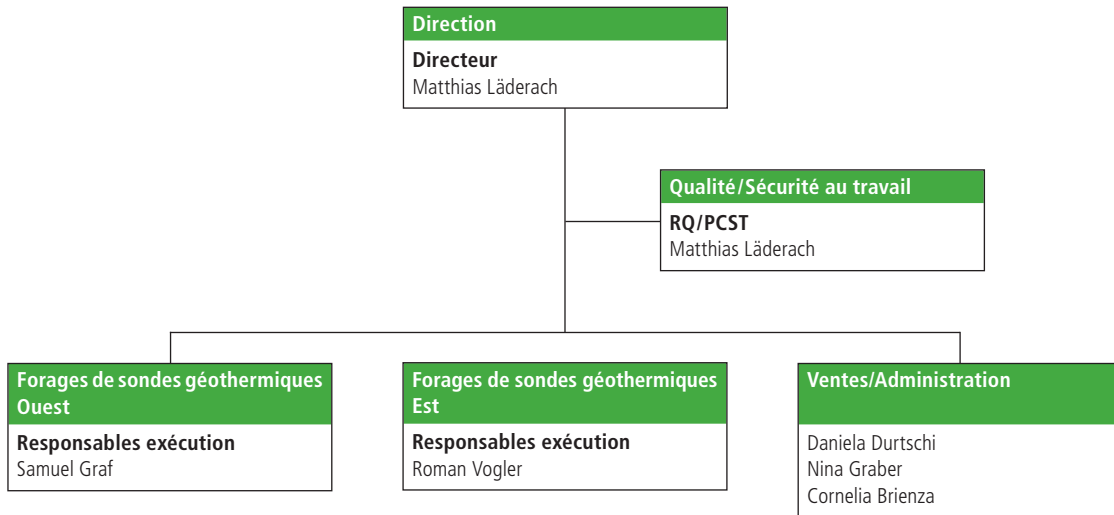 Direction
Directeur
Matthias Läderach
Qualité/Sécurité au travail
RQ/PCST
Matthias Läderach
Forages de sondes géothermiques
Ouest
Responsables exécution
Samuel Graf
Forages de sondes géothermiques
Est
Responsables exécution
Roman Vogler
Ventes/Administration
Daniela Durtschi
Nina Graber
Cornelia Brienza